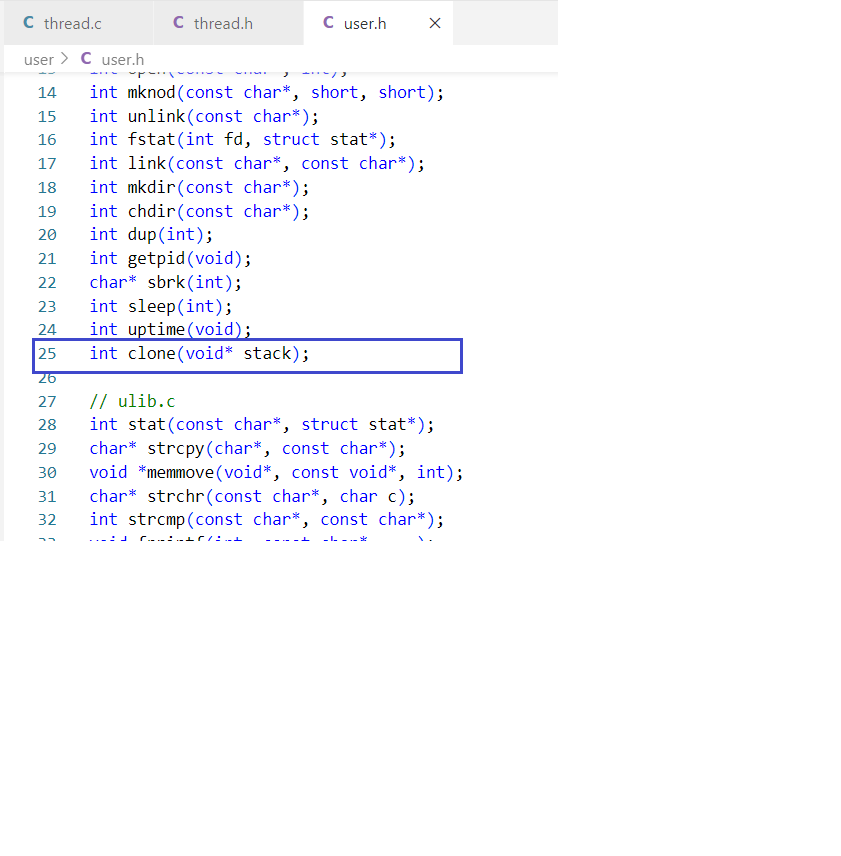 C thread.c C thread.h C user.h ×
user > C user.h
14 int mknod(const char*, short, short);
15 int unlink(const char*);
16 int fstat(int fd, struct stat*);
17 int link(const char*, const char*);
18 int mkdir(const char*);
19 int chdir(const char*);
20 int dup(int);
21 int getpid(void);
22 char* sbrk(int);
23 int sleep(int);
24 int uptime(void);
25 int clone(void* stack);
26
27 // ulib.c
28 int stat(const char*, struct stat*);
29 char* strcpy(char*, const char*);
30 void *memmove(void*, const void*, int);
31 char* strchr(const char*, char c);
32 int strcmp(const char*, const char*);